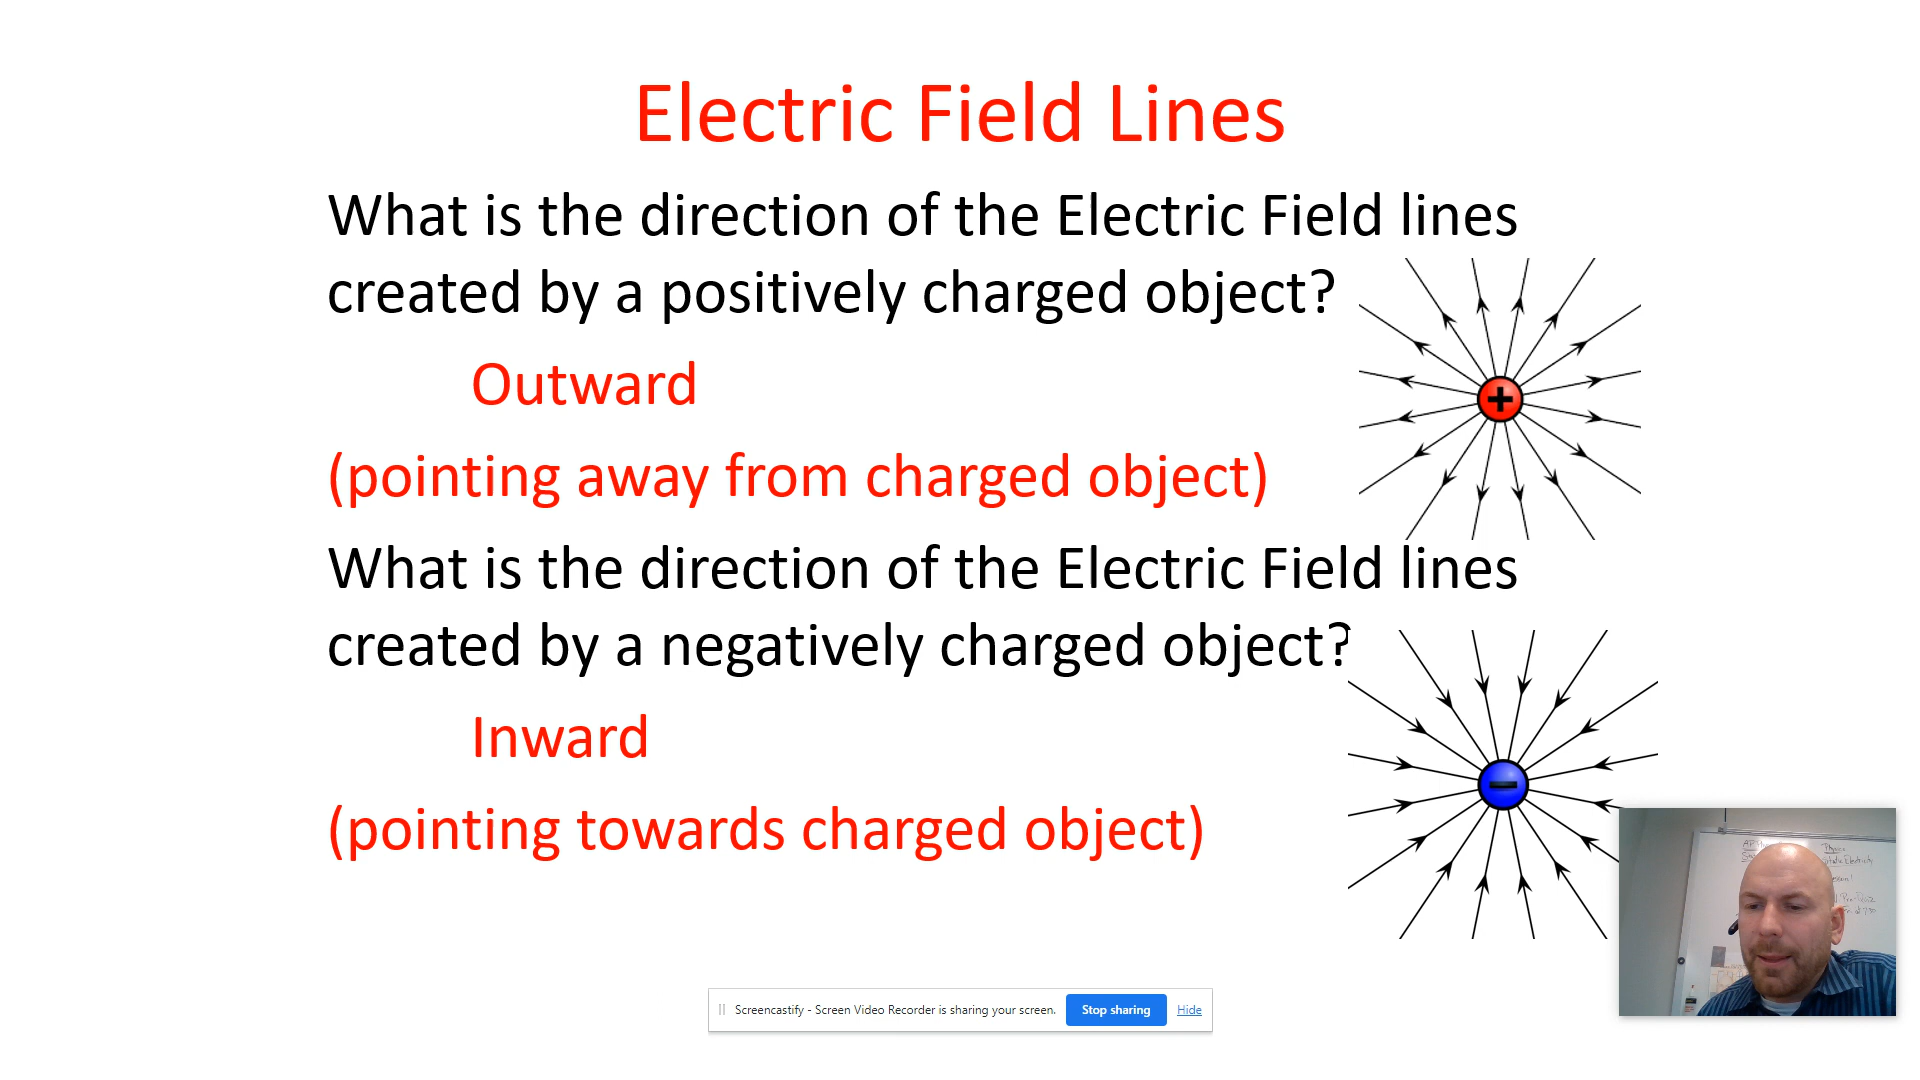 Electric Field Lines
What is the direction of the Electric Field lines
created by a positively charged object?
Outward
(pointing away from charged object)
What is the direction of the Electric Field lines
created by a negatively charged object?
Inward
(pointing towards charged object)
+
−
Physics
Screencastify - Screen Video Recorder is sharing your screen. Stop sharing Hide